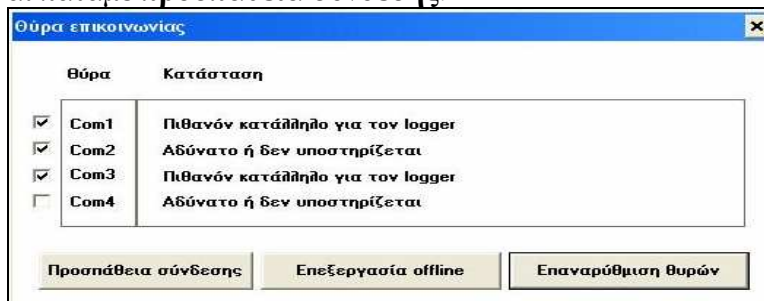 Θύρα επικοινωνίας
Θύρα Κατάσταση
Com1 Πιθανόν κατάλληλο για τον logger
Com2 Αδύνατο ή δεν υποστηρίζεται
Com3 Πιθανόν κατάλληλο για τον logger
Com4 Αδύνατο ή δεν υποστηρίζεται
Προσπάθεια σύνδεσης Επεξεργασία offline Επαναρύθμιση θυρών